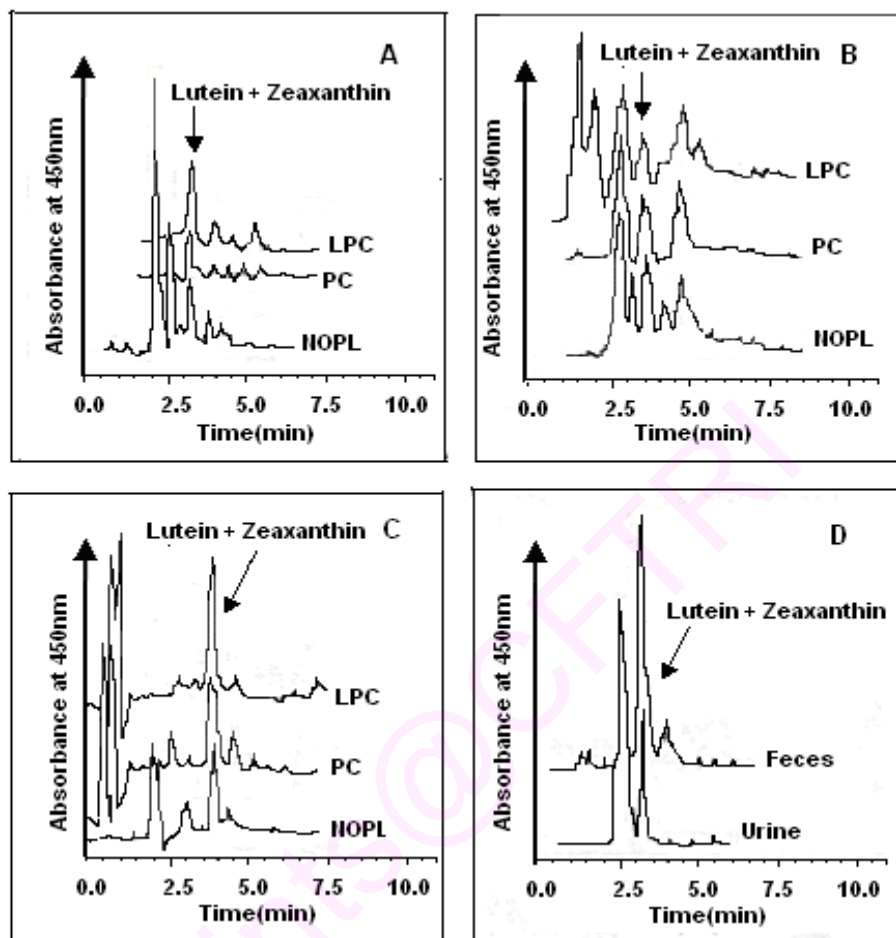 A
Lutein + Zeaxanthin
Absorbance at 450nm
LPC
PC
NOPL
0.0 2.5 5.0 7.5 10.0
Time(min)
B
Lutein + Zeaxanthin
Absorbance at 450nm
LPC
PC
NOPL
0.0 2.5 5.0 7.5 10.0
Time(min)
C
Lutein + Zeaxanthin
Absorbance at 450nm
LPC
PC
NOPL
0.0 2.5 5.0 7.5 10.0
Time(min)
D
Lutein + Zeaxanthin
Absorbance at 450nm
Feces
Urine
0.0 2.5 5.0 7.5 10.0
Time(min)
nts@CFTRI